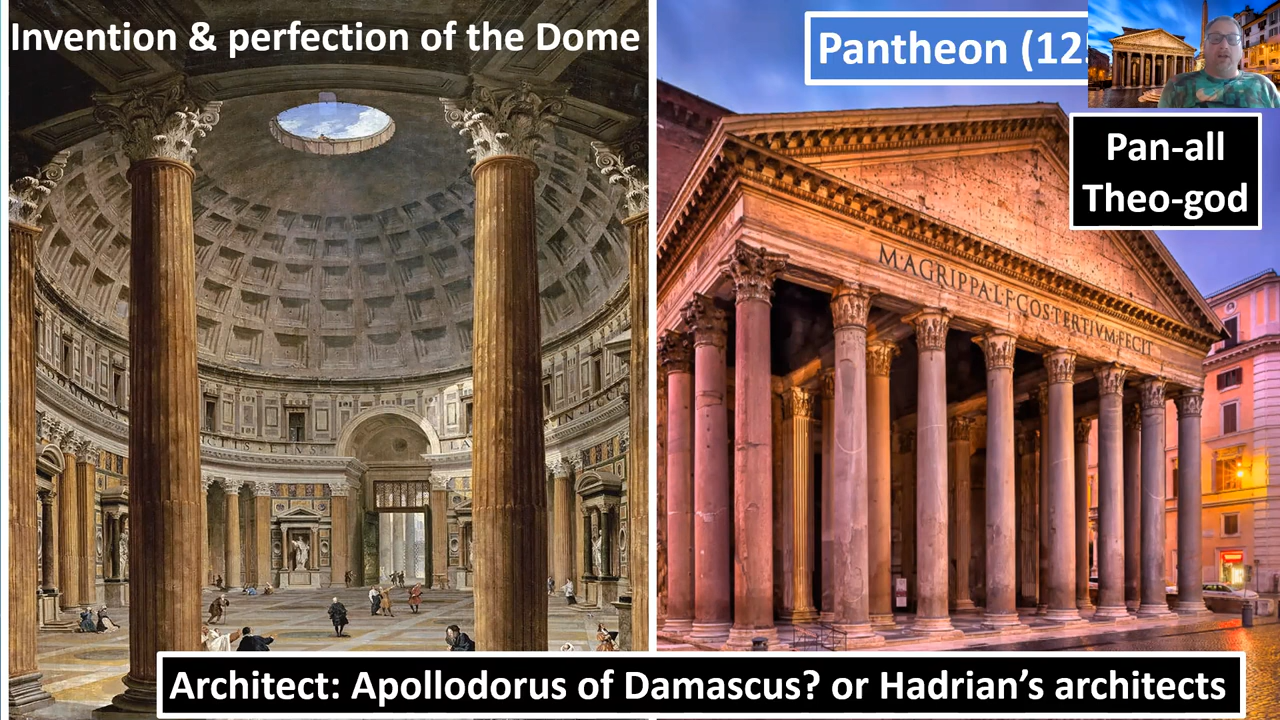 Invention & perfection of the Dome
Pantheon (12
Pan-all
Theo-god
M·AGRIPPA·L·F·COS·TERTIVM·FECIT
Architect: Apollodorus of Damascus? or Hadrian’s architects